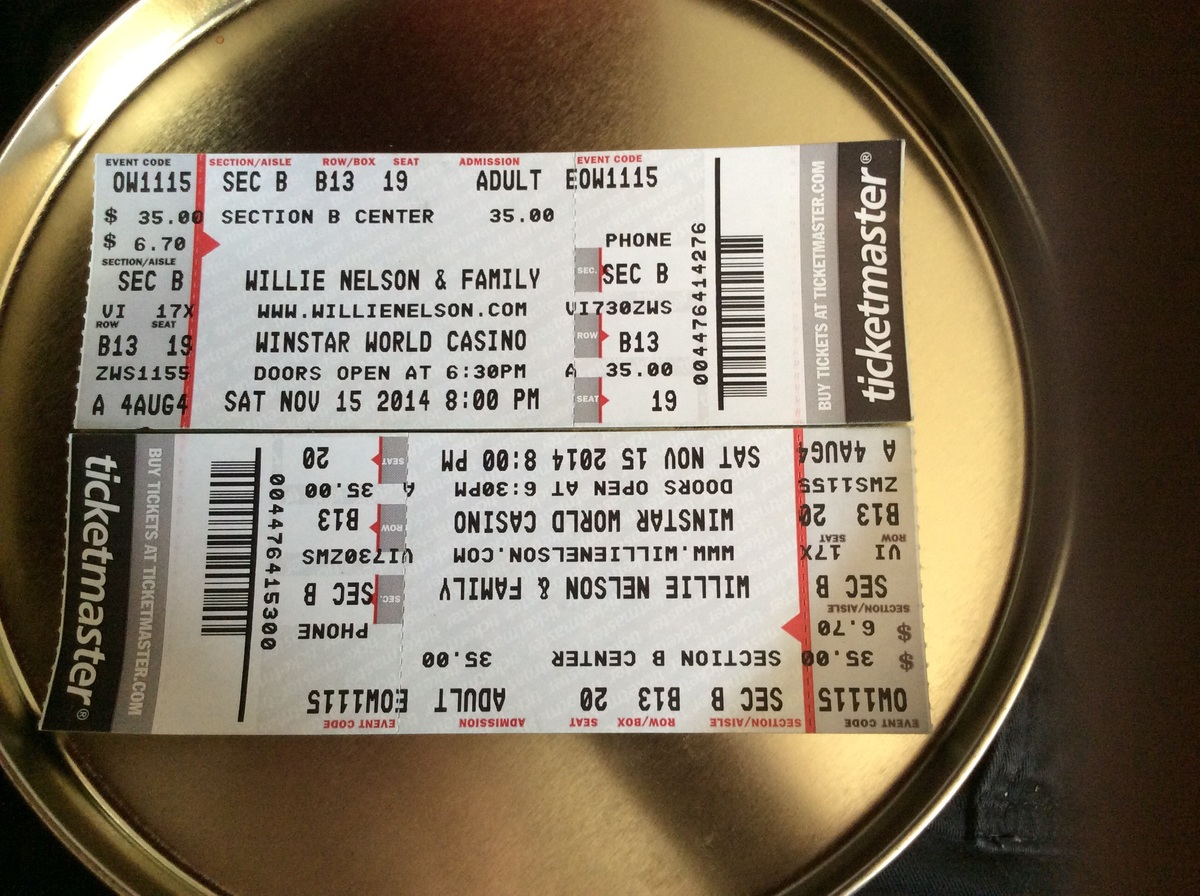 EVENT CODE SECTION/AISLE ROW/BOX SEAT ADMISSION EVENT CODE
OW1115 SEC B B13 19 ADULT EOW1115
$ 35.00 SECTION B CENTER 35.00
$ 6.70 PHONE
SECTION/AISLE
SEC B WILLIE NELSON & FAMILY SEC. SEC B
VI 17X WWW.WILLIENELSON.COM VI730ZWS
ROW SEAT
B13 19 WINSTAR WORLD CASINO ROW B13
ZWS1155 DOORS OPEN AT 6:30PM A 35.00
A 4AUG4 SAT NOV 15 2014 8:00 PM SEAT 19
004476414276
BUY TICKETS AT TICKETMASTER.COM
ticketmaster®
EVENT CODE SECTION/AISLE ROW/BOX SEAT ADMISSION EVENT CODE
OW1115 SEC B B13 20 ADULT EOW1115
$ 35.00 SECTION B CENTER 35.00
$ 6.70 PHONE
SECTION/AISLE
SEC B WILLIE NELSON & FAMILY SEC. SEC B
VI 17X WWW.WILLIENELSON.COM VI730ZWS
ROW SEAT
B13 20 WINSTAR WORLD CASINO ROW B13
ZWS1155 DOORS OPEN AT 6:30PM A 35.00
A 4AUG4 SAT NOV 15 2014 8:00 PM SEAT 20
004476415300
BUY TICKETS AT TICKETMASTER.COM
ticketmaster®